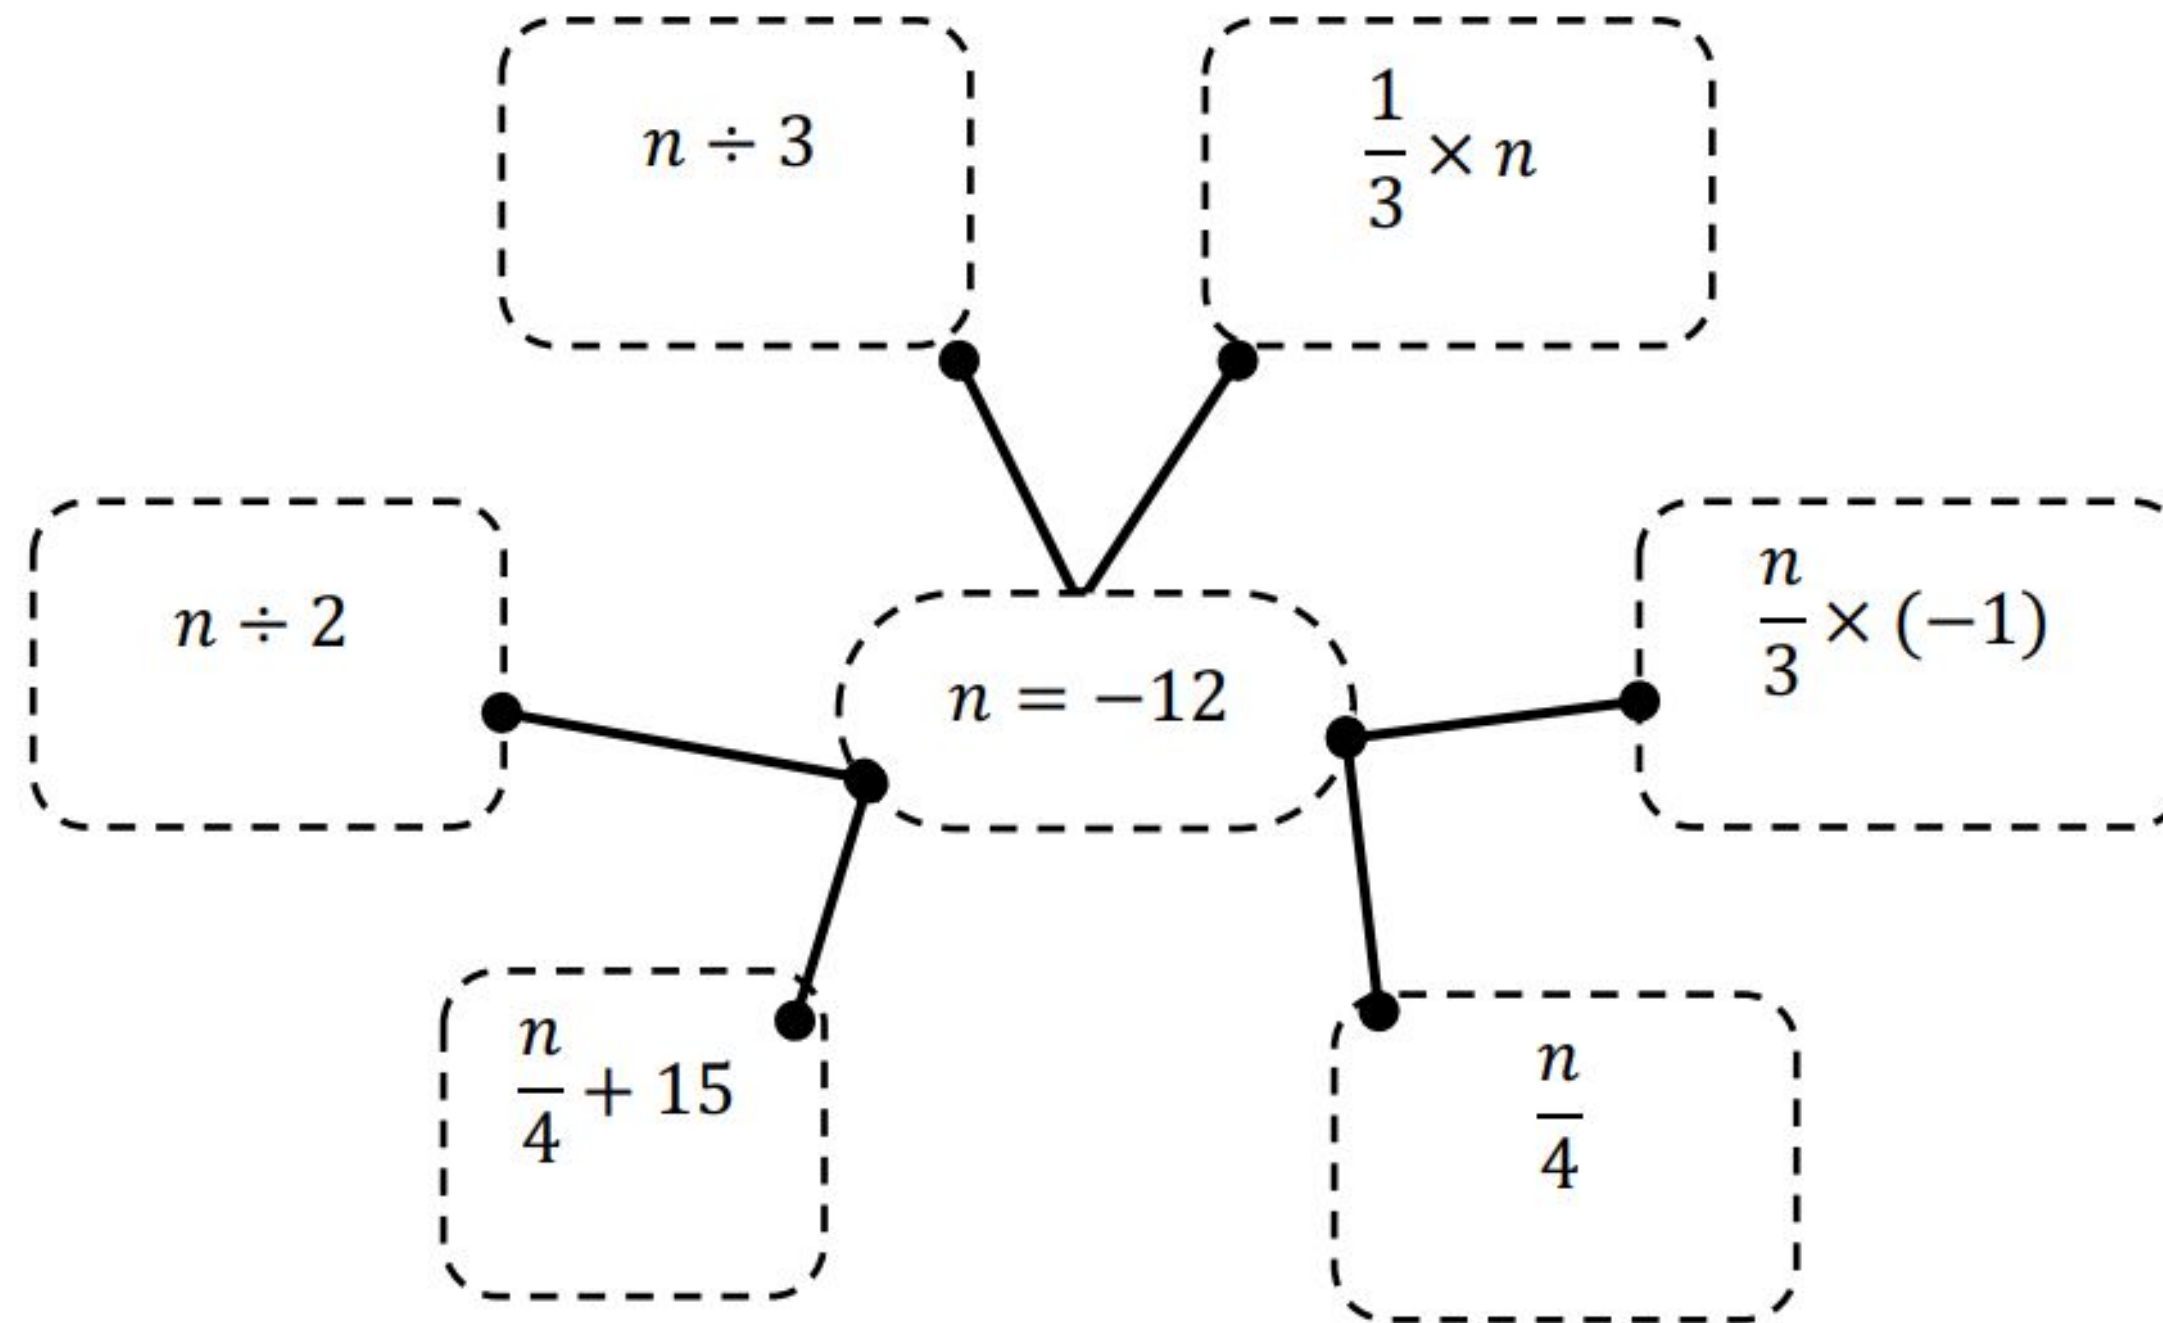 n ÷ 3
1/3 × n
n ÷ 2
n = −12
n/3 × (−1)
n/4 + 15
n/4